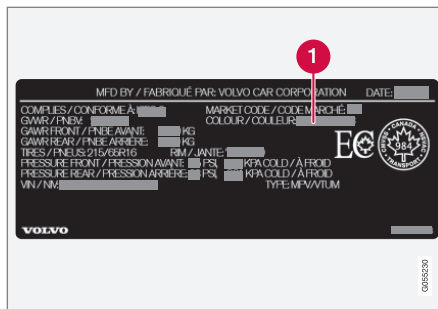 1
MFD BY / FABRIQUÉ PAR: VOLVO CAR CORPORATION DATE:
COMPLIES / CONFORME À: MARKET CODE / CODE MARCHÉ:
GVWR / PNBV: COLOUR / COULEUR:
GAWR FRONT / PNBE AVANT: KG
GAWR REAR / PNBE ARRIÈRE: KG
TIRES / PNEUS: 215/65R16 RIM / JANTE:
PRESSURE FRONT / PRESSION AVANT: PSI, KPA COLD / À FROID
PRESSURE REAR / PRESSION ARRIÈRE: PSI, KPA COLD / À FROID
VIN / NIV: TYPE: MPV/VTUM
EC
CANADA
984
TRANSPORT
VOLVO
G055230